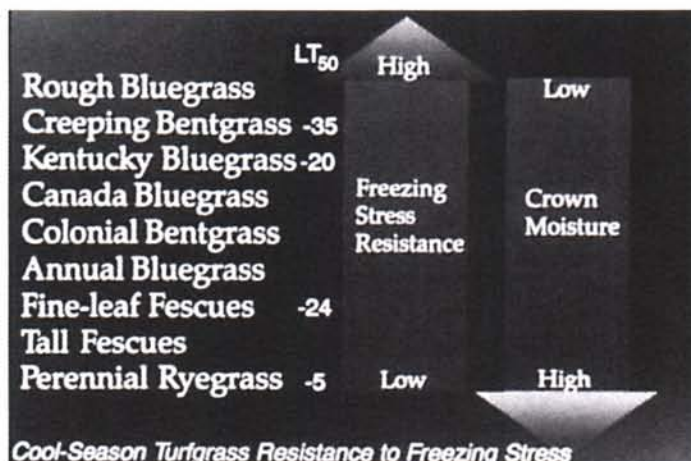 LT50 High
Rough Bluegrass Low
Creeping Bentgrass -35
Kentucky Bluegrass -20
Canada Bluegrass Freezing
Stress
Resistance
Crown
Moisture
Colonial Bentgrass
Annual Bluegrass
Fine-leaf Fescues -24
Tall Fescues
Perennial Ryegrass -5 Low High
Cool-Season Turfgrass Resistance to Freezing Stress